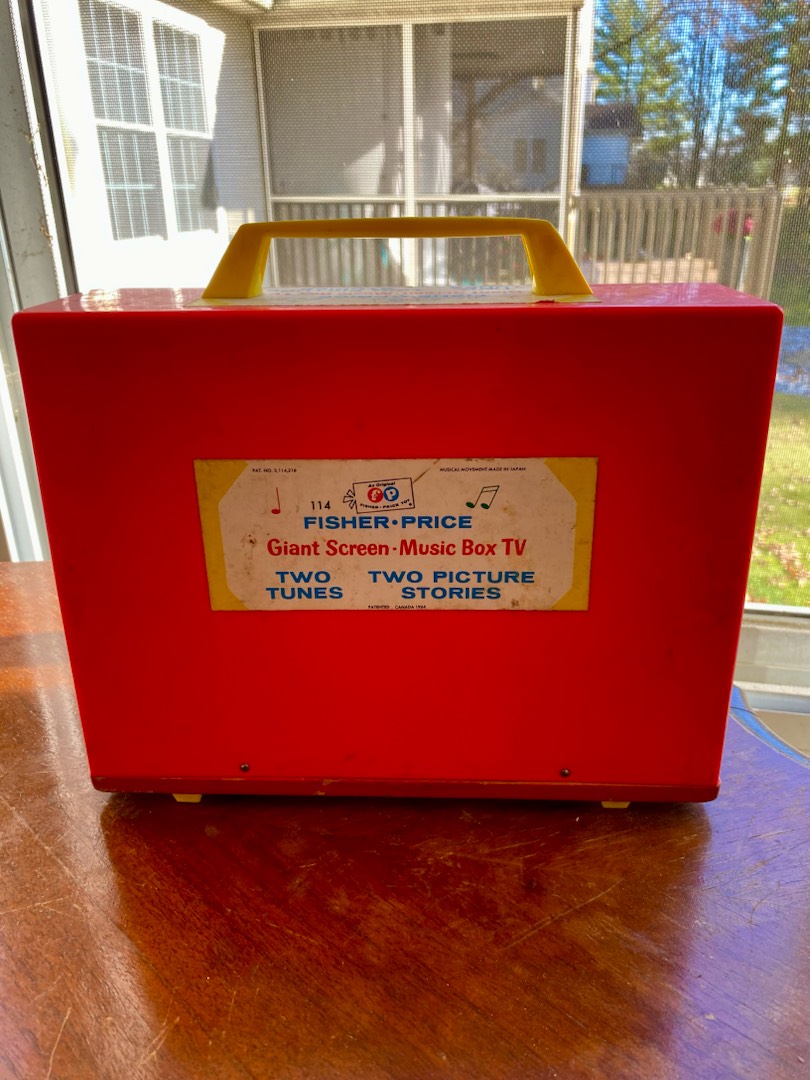 PAT. NO. 3,114,216 MUSICAL MOVEMENT MADE IN JAPAN
An Original
fp
114 FISHER-PRICE TOY
FISHER·PRICE
Giant Screen·Music Box TV
TWO TWO PICTURE
TUNES STORIES
PATENTED CANADA 1964